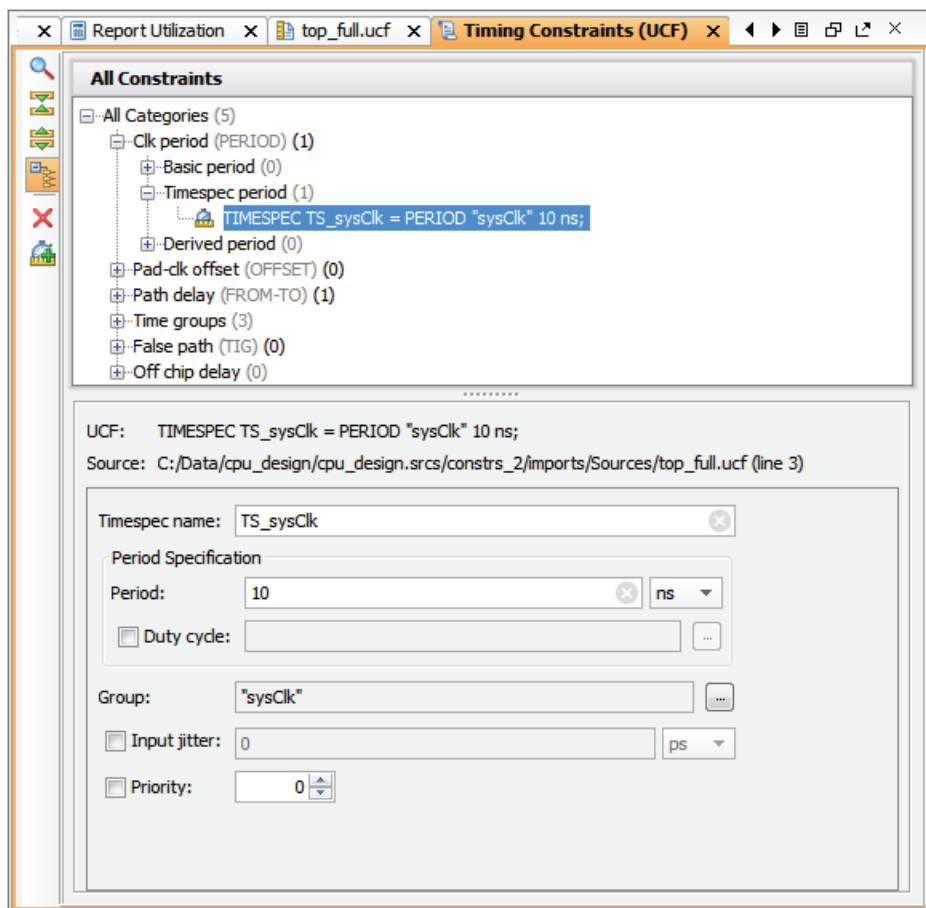 Report Utilization top_full.ucf Timing Constraints (UCF)
All Constraints
All Categories (5)
Clk period (PERIOD) (1)
Basic period (0)
Timespec period (1)
TIMESPEC TS_sysClk = PERIOD "sysClk" 10 ns;
Derived period (0)
Pad-clk offset (OFFSET) (0)
Path delay (FROM-TO) (1)
Time groups (3)
False path (TIG) (0)
Off chip delay (0)
UCF: TIMESPEC TS_sysClk = PERIOD "sysClk" 10 ns;
Source: C:/Data/cpu_design/cpu_design.srcs/constrs_2/imports/Sources/top_full.ucf (line 3)
Timespec name: TS_sysClk
Period Specification
Period: 10 ns
Duty cycle: ...
Group: "sysClk" ...
Input jitter: 0 ps
Priority: 0